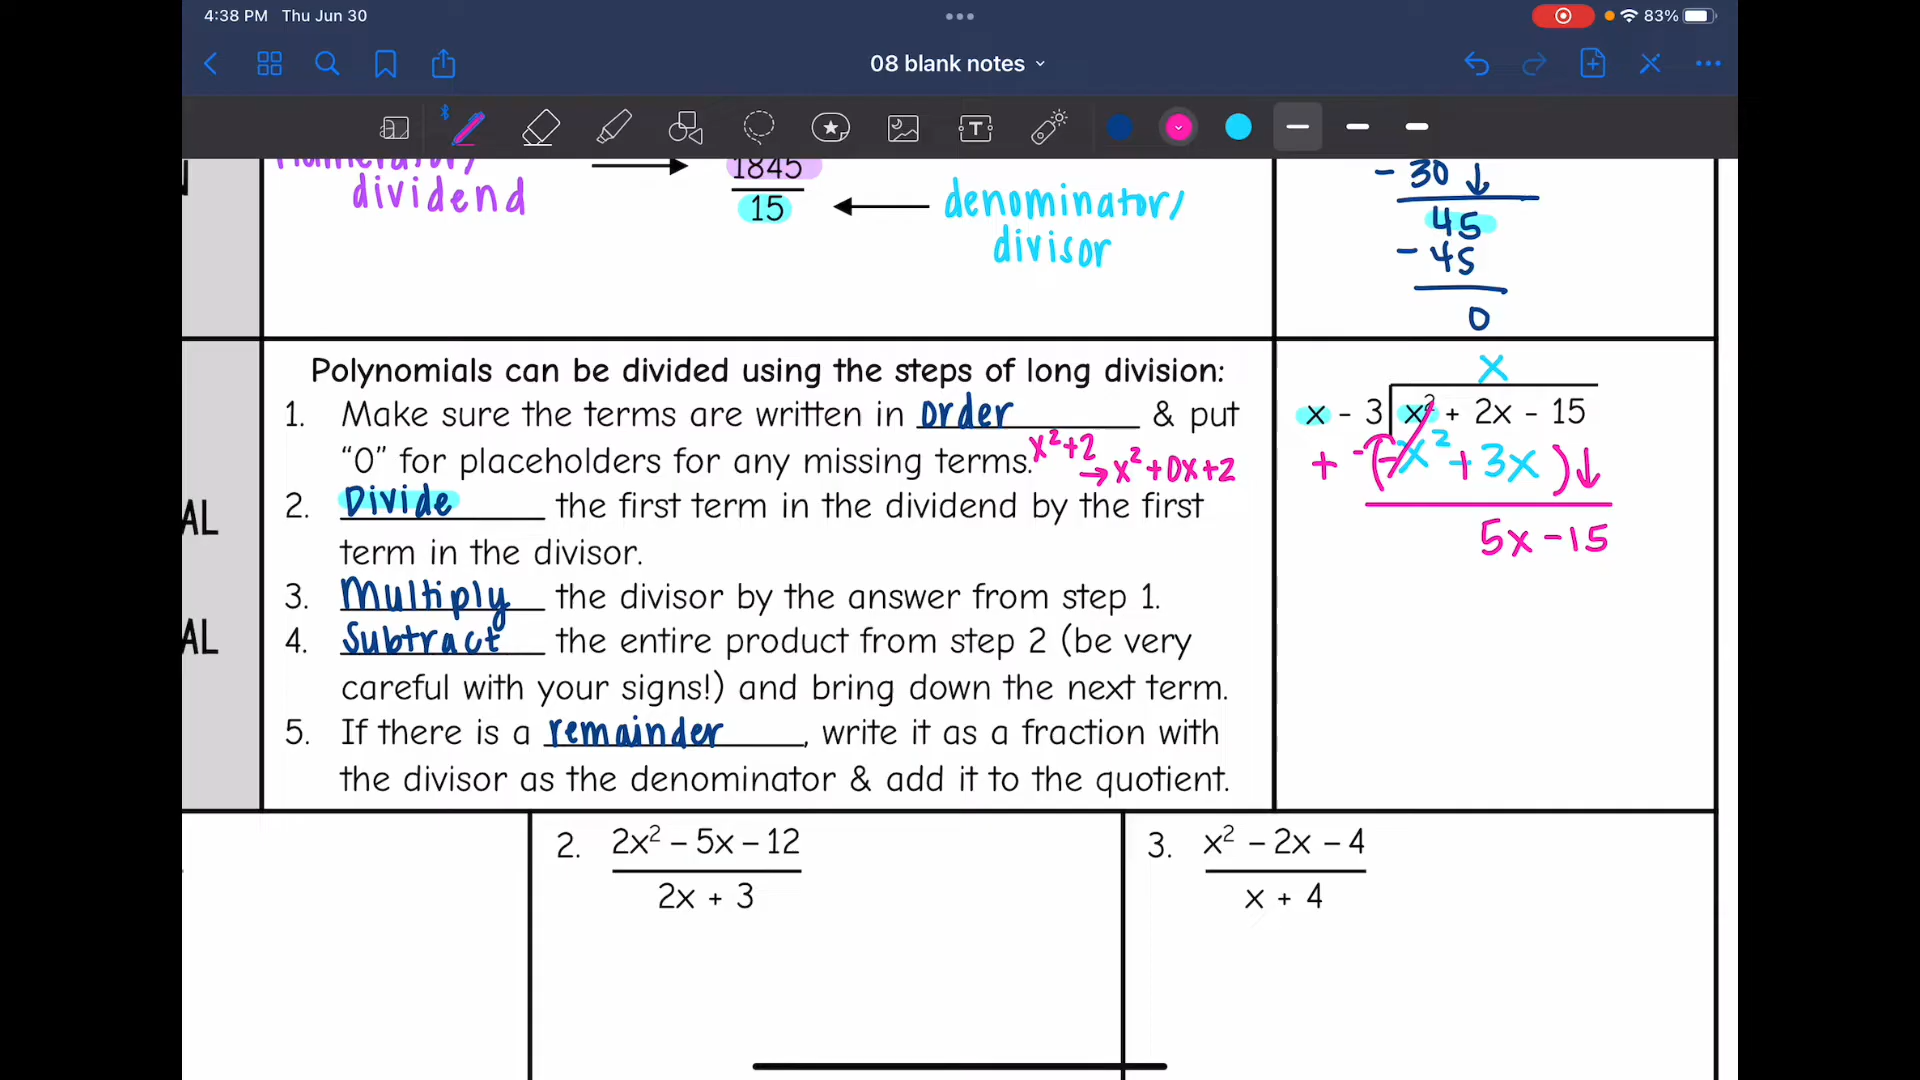 4:38 PM Thu Jun 30
83%
08 blank notes
dividend
1845
15
denominator/
divisor
- 30
45
- 45
0
AL
AL
Polynomials can be divided using the steps of long division:
1. Make sure the terms are written in order & put
"0" for placeholders for any missing terms. x² + 2
→ x² + 0x + 2
2. Divide the first term in the dividend by the first
term in the divisor.
3. Multiply the divisor by the answer from step 1.
4. Subtract the entire product from step 2 (be very
careful with your signs!) and bring down the next term.
5. If there is a remainder, write it as a fraction with
the divisor as the denominator & add it to the quotient.
x
x - 3 x² + 2x - 15
+ -(-x² + 3x )↓
5x - 15
2. 2x² - 5x - 12
2x + 3
3. x² - 2x - 4
x + 4